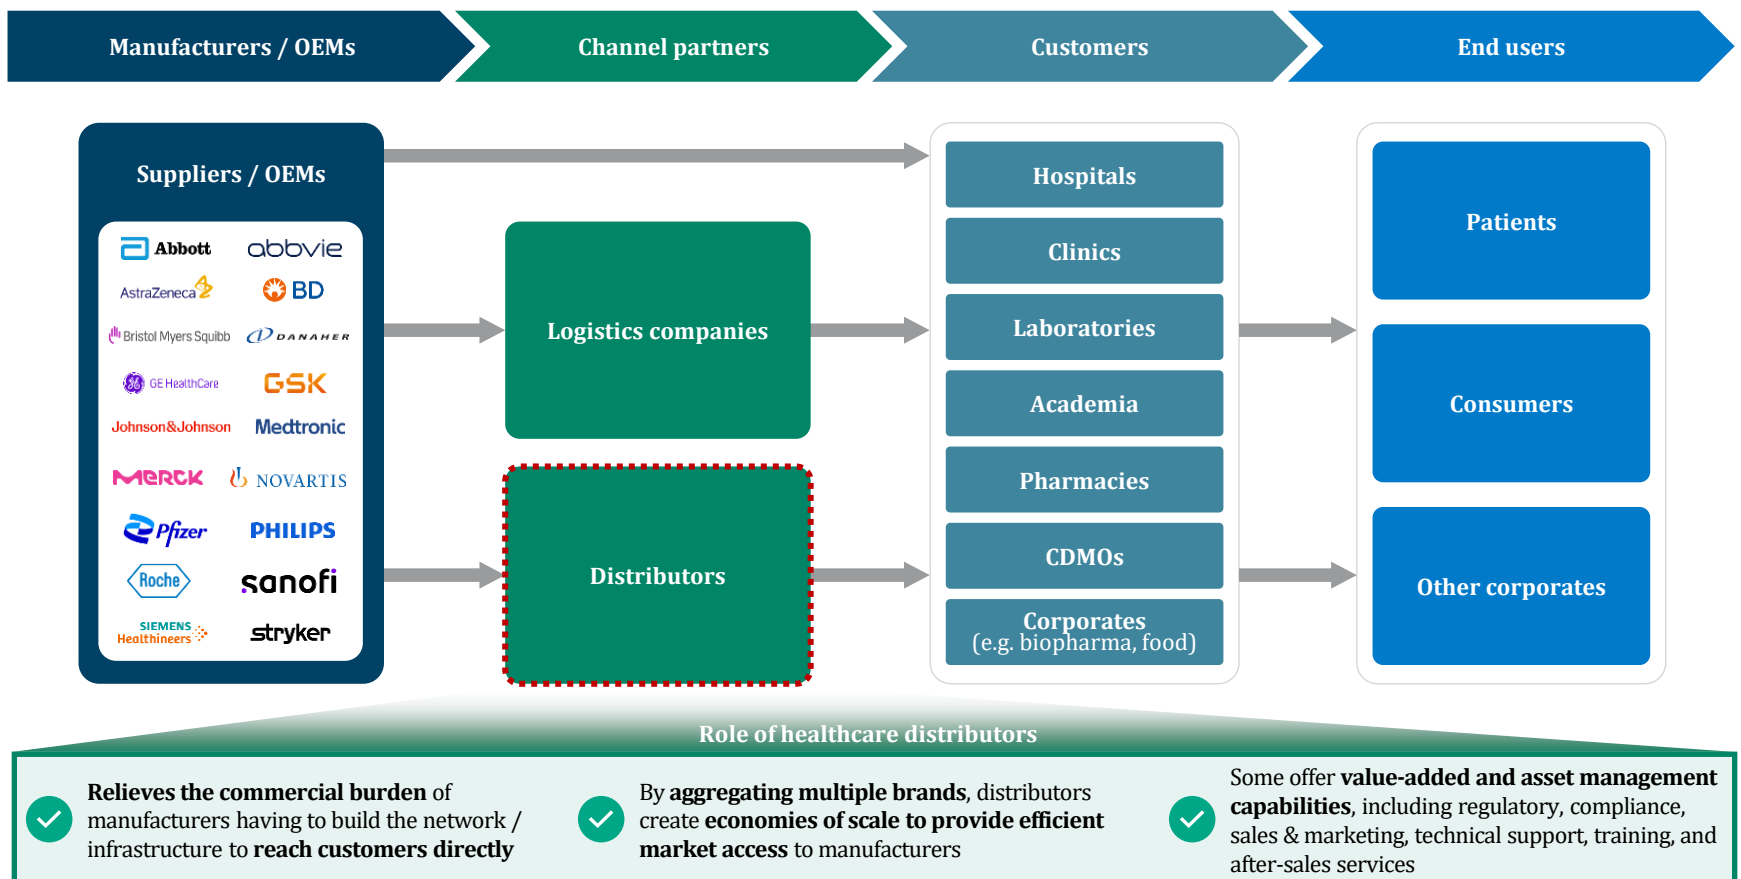 Manufacturers / OEMs
Channel partners
Customers
End users
Suppliers / OEMs
Abbott
abbvie
AstraZeneca
BD
Bristol Myers Squibb
DANAHER
GE HealthCare
GSK
Johnson&Johnson
Medtronic
MERCK
NOVARTIS
Pfizer
PHILIPS
Roche
sanofi
SIEMENS
Healthineers
stryker
Logistics companies
Distributors
Hospitals
Clinics
Laboratories
Academia
Pharmacies
CDMOs
Corporates
(e.g. biopharma, food)
Patients
Consumers
Other corporates
Role of healthcare distributors
Relieves the commercial burden of
manufacturers having to build the network /
infrastructure to reach customers directly
By aggregating multiple brands, distributors
create economies of scale to provide efficient
market access to manufacturers
Some offer value-added and asset management
capabilities, including regulatory, compliance,
sales & marketing, technical support, training, and
after-sales services